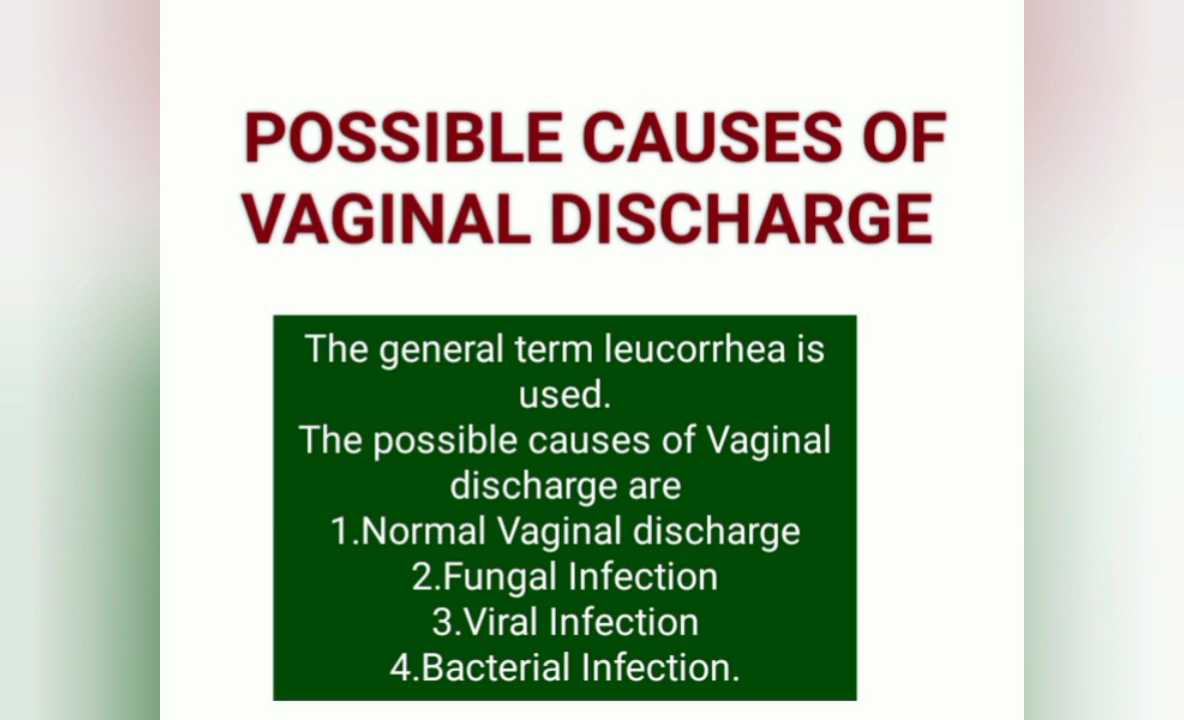 POSSIBLE CAUSES OF
VAGINAL DISCHARGE
The general term leucorrhea is
used.
The possible causes of Vaginal
discharge are
1.Normal Vaginal discharge
2.Fungal Infection
3.Viral Infection
4.Bacterial Infection.